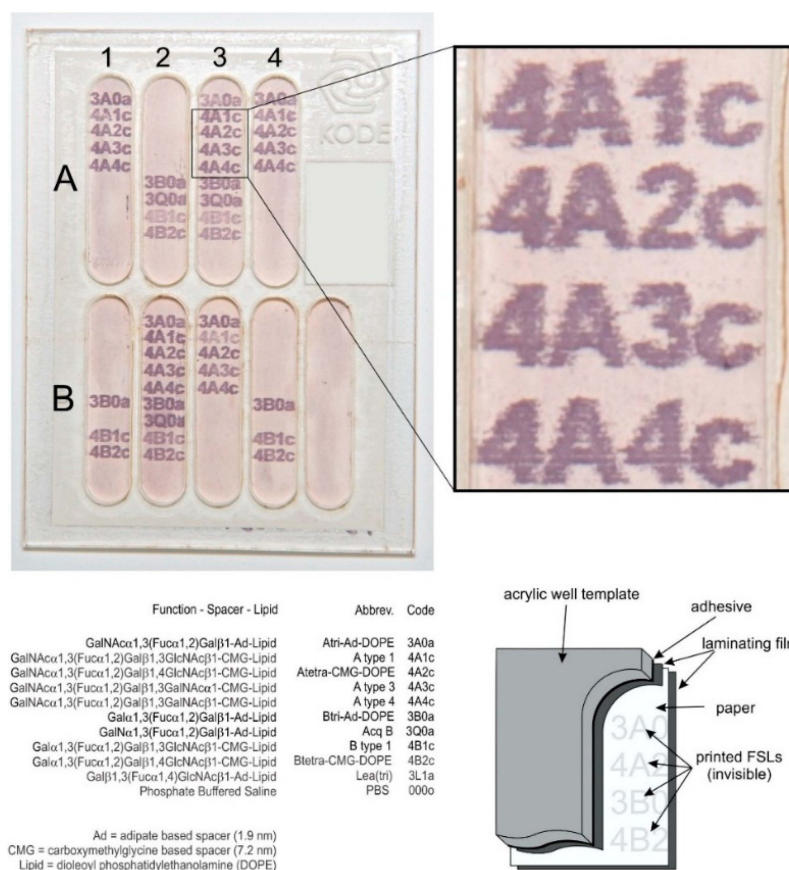 1 2 3 4
A
3A0a
4A1c
4A2c
4A3c
4A4c
3B0a
3Q0a
4B1c
4B2c
3A0a
4A1c
4A2c
4A3c
4A4c
3B0a
3Q0a
4B1c
4B2c
3A0a
4A1c
4A2c
4A3c
4A4c
KODE
B
3B0a
4B1c
4B2c
3A0a
4A1c
4A2c
4A3c
4A4c
3B0a
3Q0a
4B1c
4B2c
3A0a
4A1c
4A2c
4A3c
4A4c
3B0a
4B1c
4B2c
4A1c
4A2c
4A3c
4A4c
Function - Spacer - Lipid Abbrev. Code
GalNAcα1,3(Fucα1,2)Galβ1-Ad-Lipid Atri-Ad-DOPE 3A0a
GalNAcα1,3(Fucα1,2)Galβ1,3GlcNAcβ1-CMG-Lipid A type 1 4A1c
GalNAcα1,3(Fucα1,2)Galβ1,4GlcNAcβ1-CMG-Lipid Atetra-CMG-DOPE 4A2c
GalNAcα1,3(Fucα1,2)Galβ1,3GalNAcα1-CMG-Lipid A type 3 4A3c
GalNAcα1,3(Fucα1,2)Galβ1,3GalNAcβ1-CMG-Lipid A type 4 4A4c
Galα1,3(Fucα1,2)Galβ1-Ad-Lipid Btri-Ad-DOPE 3B0a
GalNα1,3(Fucα1,2)Galβ1-Ad-Lipid Acq B 3Q0a
Galα1,3(Fucα1,2)Galβ1,3GlcNAcβ1-CMG-Lipid B type 1 4B1c
Galα1,3(Fucα1,2)Galβ1,4GlcNAcβ1-CMG-Lipid Btetra-CMG-DOPE 4B2c
Galβ1,3(Fucα1,4)GlcNAcβ1-Ad-Lipid Lea(tri) 3L1a
Phosphate Buffered Saline PBS 000o
Ad = adipate based spacer (1.9 nm)
CMG = carboxymethylglycine based spacer (7.2 nm)
Lipid = dioleoyl phosphatidylethanolamine (DOPE)
acrylic well template
adhesive
laminating film
paper
printed FSLs
(invisible)
3A0
4A2
3B0
4B2